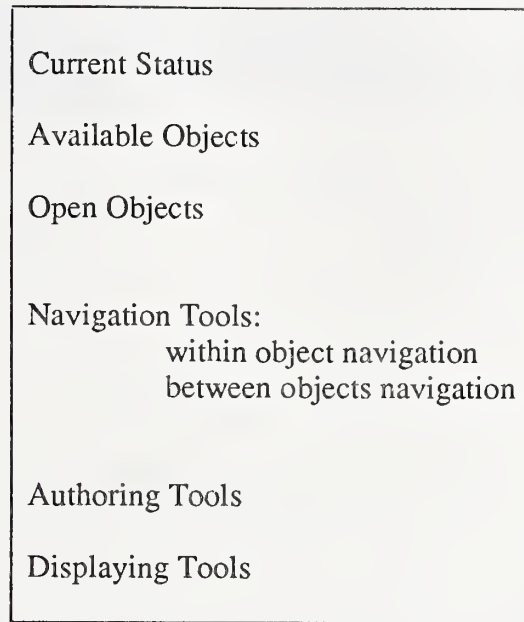 Current Status
Available Objects
Open Objects
Navigation Tools:
within object navigation
between objects navigation
Authoring Tools
Displaying Tools